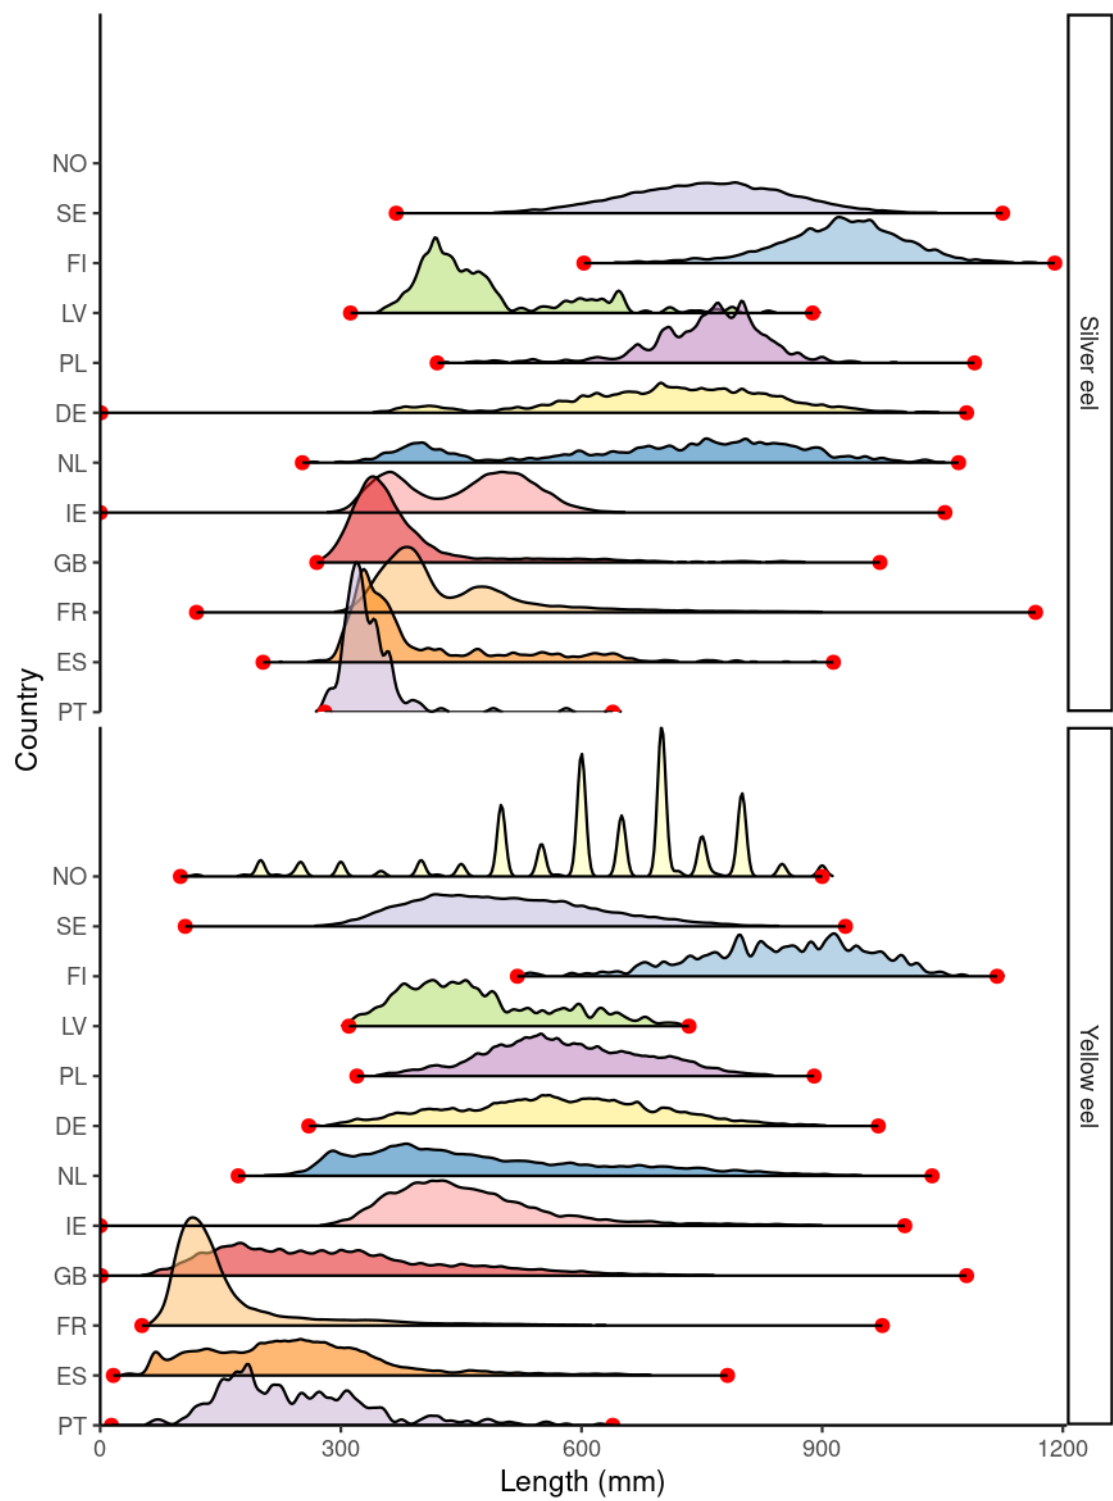 NO
SE
FI
LV
PL
DE
NL
IE
GB
FR
ES
PT
Silver eel
Country
NO
SE
FI
LV
PL
DE
NL
IE
GB
FR
ES
PT
Yellow eel
0 300 600 900 1200
Length (mm)